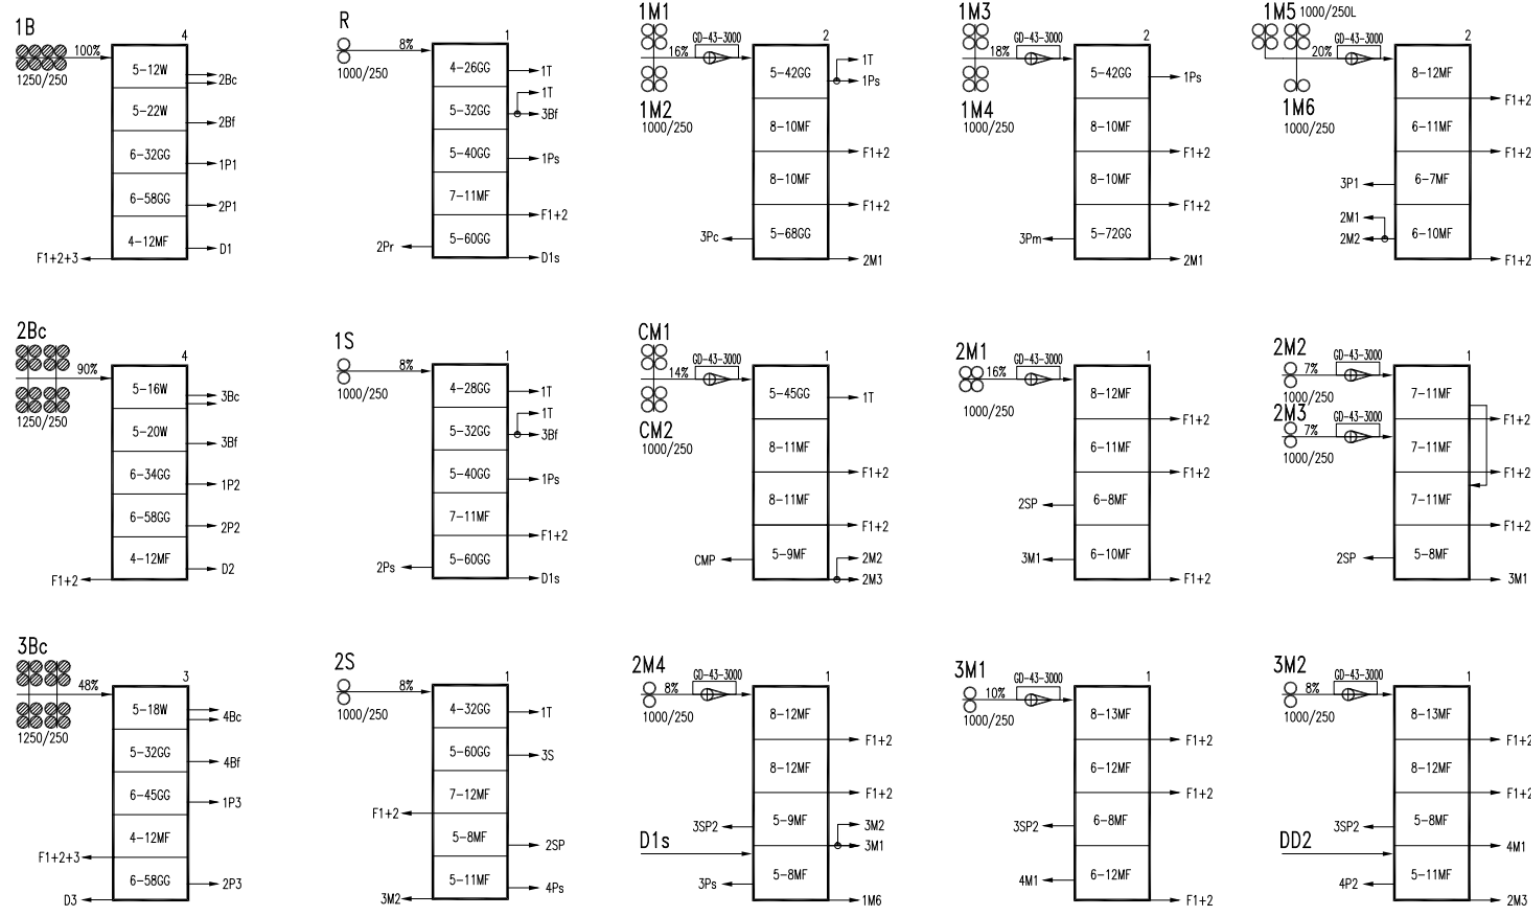 1B
100%
1250/250
4
5-12W
5-22W
6-32GG
6-58GG
4-12MF
2Bc
2Bf
1P1
2P1
D1
F1+2+3
R
8%
1000/250
1
4-26GG
5-32GG
5-40GG
7-11MF
5-60GG
1T
1T
3Bf
1Ps
F1+2
2Pr
D1s
1M1
16%
GD-43-3000
1M2
1000/250
2
5-42GG
8-10MF
8-10MF
5-68GG
1T
1Ps
F1+2
F1+2
3Pc
2M1
1M3
18%
GD-43-3000
1M4
1000/250
2
5-42GG
8-10MF
8-10MF
5-72GG
1Ps
F1+2
F1+2
3Pm
2M1
1M5 1000/250L
20%
GD-43-3000
1M6
1000/250
2
8-12MF
6-11MF
6-7MF
6-10MF
F1+2
F1+2
3P1
2M1
2M2
F1+2
2Bc
90%
1250/250
4
5-16W
5-20W
6-34GG
6-58GG
4-12MF
3Bc
3Bf
1P2
2P2
D2
F1+2
1S
8%
1000/250
1
4-28GG
5-32GG
5-40GG
7-11MF
5-60GG
1T
1T
3Bf
1Ps
F1+2
2Ps
D1s
CM1
14%
GD-43-3000
CM2
1000/250
1
5-45GG
8-11MF
8-11MF
5-9MF
1T
F1+2
F1+2
CMP
2M2
2M3
2M1
16%
GD-43-3000
1000/250
1
8-12MF
6-11MF
6-8MF
6-10MF
F1+2
F1+2
2SP
3M1
F1+2
2M2
7%
GD-43-3000
1000/250
2M3
7%
GD-43-3000
1000/250
1
7-11MF
7-11MF
7-11MF
5-8MF
F1+2
F1+2
F1+2
2SP
3M1
3Bc
48%
1250/250
3
5-18W
5-32GG
6-45GG
4-12MF
6-58GG
4Bc
4Bf
1P3
F1+2+3
2P3
D3
2S
8%
1000/250
1
4-32GG
5-60GG
7-12MF
5-8MF
5-11MF
1T
3S
F1+2
2SP
4Ps
3M2
2M4
8%
GD-43-3000
1000/250
1
8-12MF
8-12MF
5-9MF
5-8MF
F1+2
F1+2
3SP2
3M2
3M1
D1s
3Ps
1M6
3M1
10%
GD-43-3000
1000/250
1
8-13MF
6-12MF
6-8MF
6-12MF
F1+2
F1+2
3SP2
4M1
F1+2
3M2
8%
GD-43-3000
1000/250
1
8-13MF
8-12MF
5-8MF
5-11MF
F1+2
F1+2
3SP2
4M1
DD2
4P2
2M3